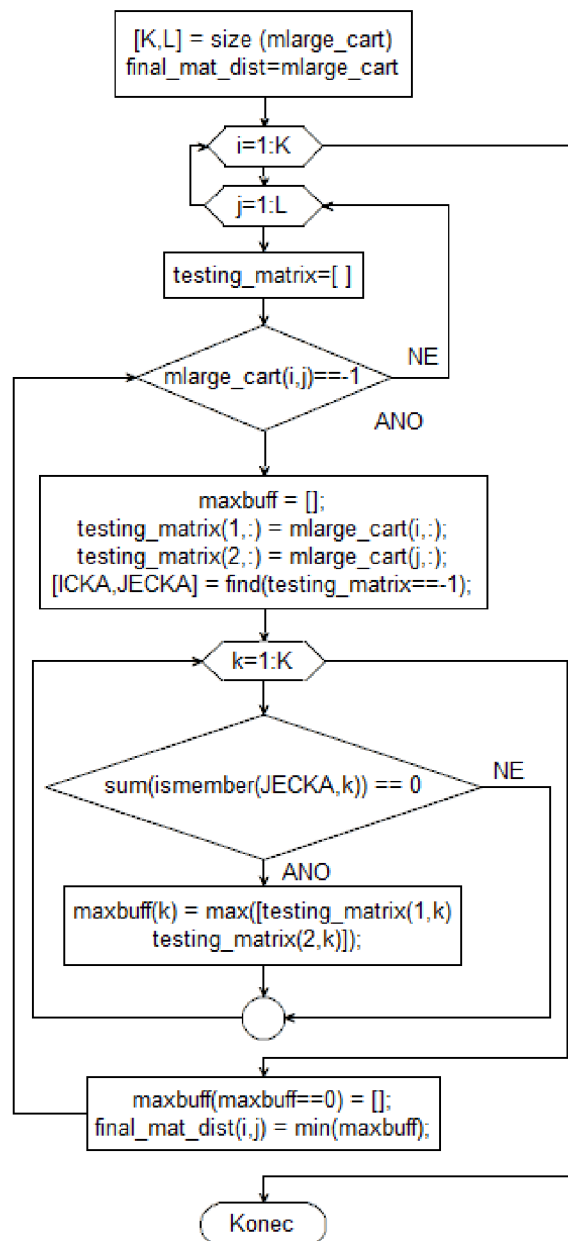 [K,L] = size (mlarge_cart)
final_mat_dist=mlarge_cart
i=1:K
j=1:L
testing_matrix=[ ]
mlarge_cart(i,j)==-1
NE
ANO
maxbuff = [];
testing_matrix(1,:) = mlarge_cart(i,:);
testing_matrix(2,:) = mlarge_cart(j,:);
[ICKA,JECKA] = find(testing_matrix==-1);
k=1:K
sum(ismember(JECKA,k)) == 0
NE
ANO
maxbuff(k) = max([testing_matrix(1,k)
testing_matrix(2,k)]);
maxbuff(maxbuff==0) = [];
final_mat_dist(i,j) = min(maxbuff);
Konec